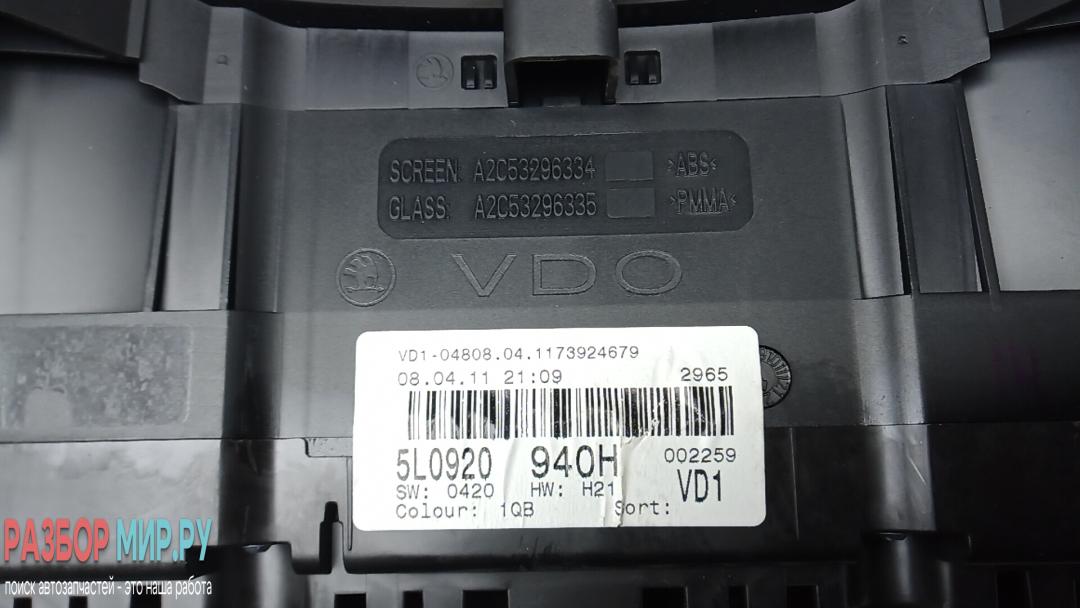 SCREEN: A2C53296334 >ABS<
GLASS: A2C53296335 >PMMA<
VDO
VD1-04808.04.1173924679
08.04.11 21:09 2965
5L0920 940H 002259
SW: 0420 HW: H21 VD1
Colour: 1QB Sort:
РАЗБОР МИР.РУ
поиск автозапчастей - это наша работа